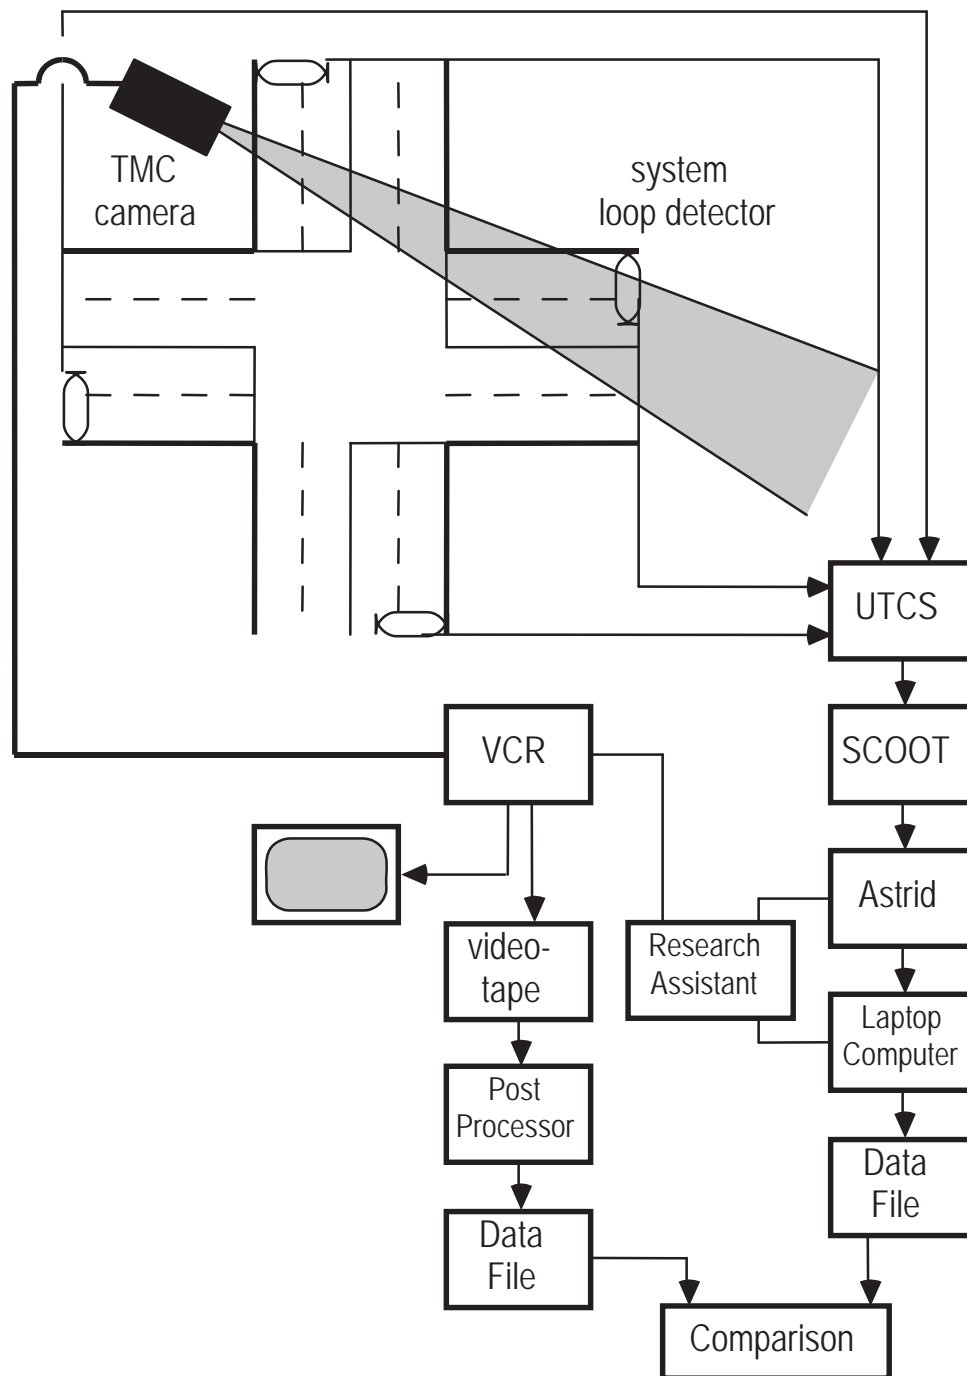 TMC
camera
system
loop detector
UTCS
VCR
SCOOT
Astrid
video-
tape
Research
Assistant
Laptop
Computer
Post
Processor
Data
File
Data
File
Comparison